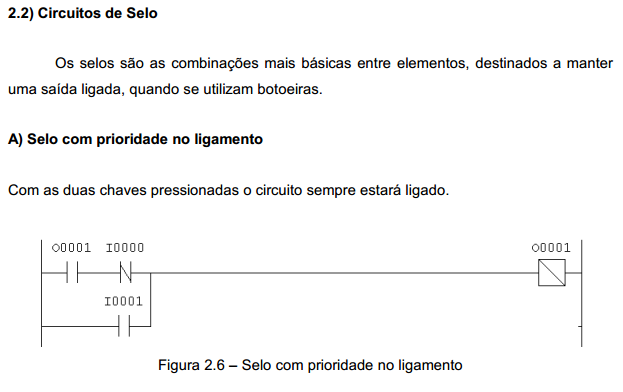 2.2) Circuitos de Selo
Os selos são as combinações mais básicas entre elementos, destinados a manter
uma saída ligada, quando se utilizam botoeiras.
A) Selo com prioridade no ligamento
Com as duas chaves pressionadas o circuito sempre estará ligado.
O0001 I0000 O0001
I0001
Figura 2.6 – Selo com prioridade no ligamento